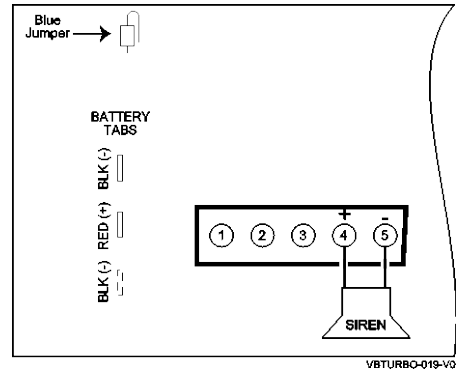 Blue
Jumper
BATTERY
TABS
BLK (-)
RED (+)
BLK (-)
+ -
1 2 3 4 5
SIREN
VBTURBO-019-V0